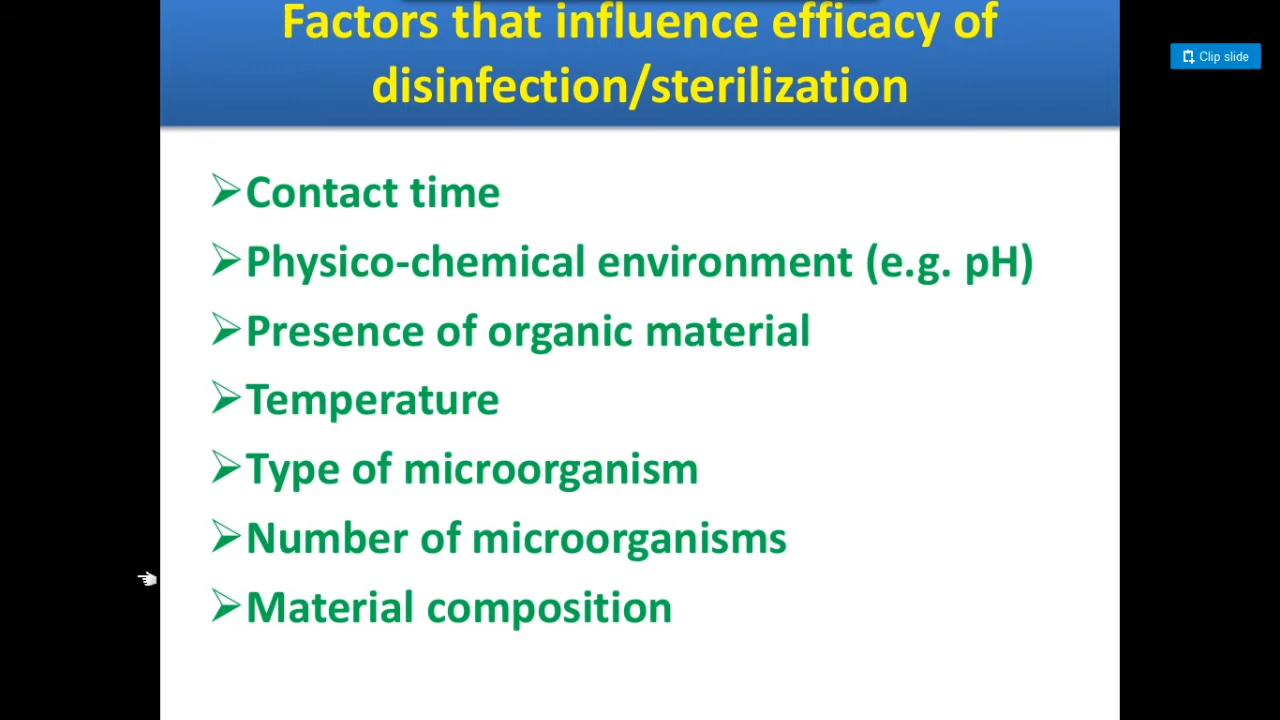 Factors that influence efficacy of
disinfection/sterilization
Clip slide
Contact time
Physico-chemical environment (e.g. pH)
Presence of organic material
Temperature
Type of microorganism
Number of microorganisms
Material composition